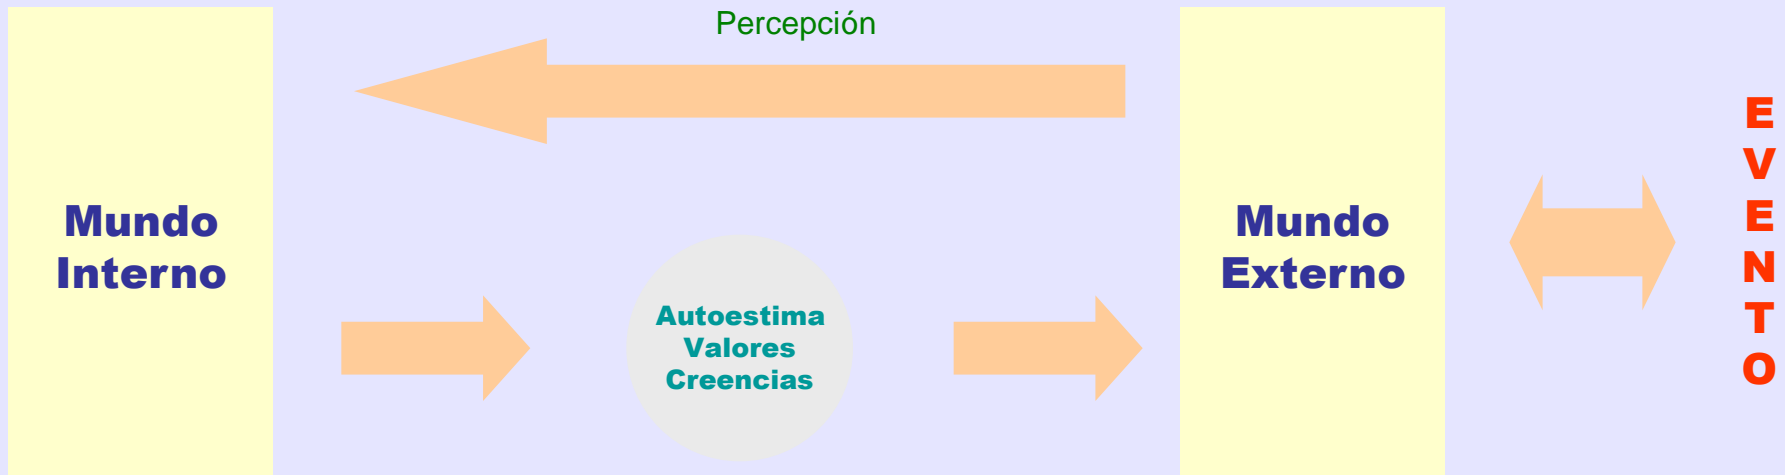 Percepción
Mundo
Interno
Autoestima
Valores
Creencias
Mundo
Externo
E
V
E
N
T
O